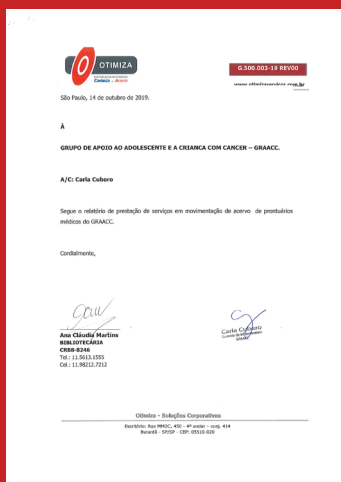 OTIMIZA
G.500.003-19 REV00
São Paulo, 14 de outubro de 2019.
À
GRUPO DE APOIO AO ADOLESCENTE E A CRIANCA COM CANCER – GRAACC.
A/C: Carla Cubero
Segue o relatório de prestação de serviços em movimentação de acervo de prontuários
médicos do GRAACC.
Cordialmente,
Ana Cláudia Martins
BIBLIOTECÁRIA
CRB8-8246
Tel.: 11.5613.1555
Cel.: 11.98212.7212
Carla Cubero
Otimiza - Soluções Corporativas
Escritório: Rua MMDC, 450 - 4º andar - conj. 414
Butantã - SP/SP - CEP: 05510-020